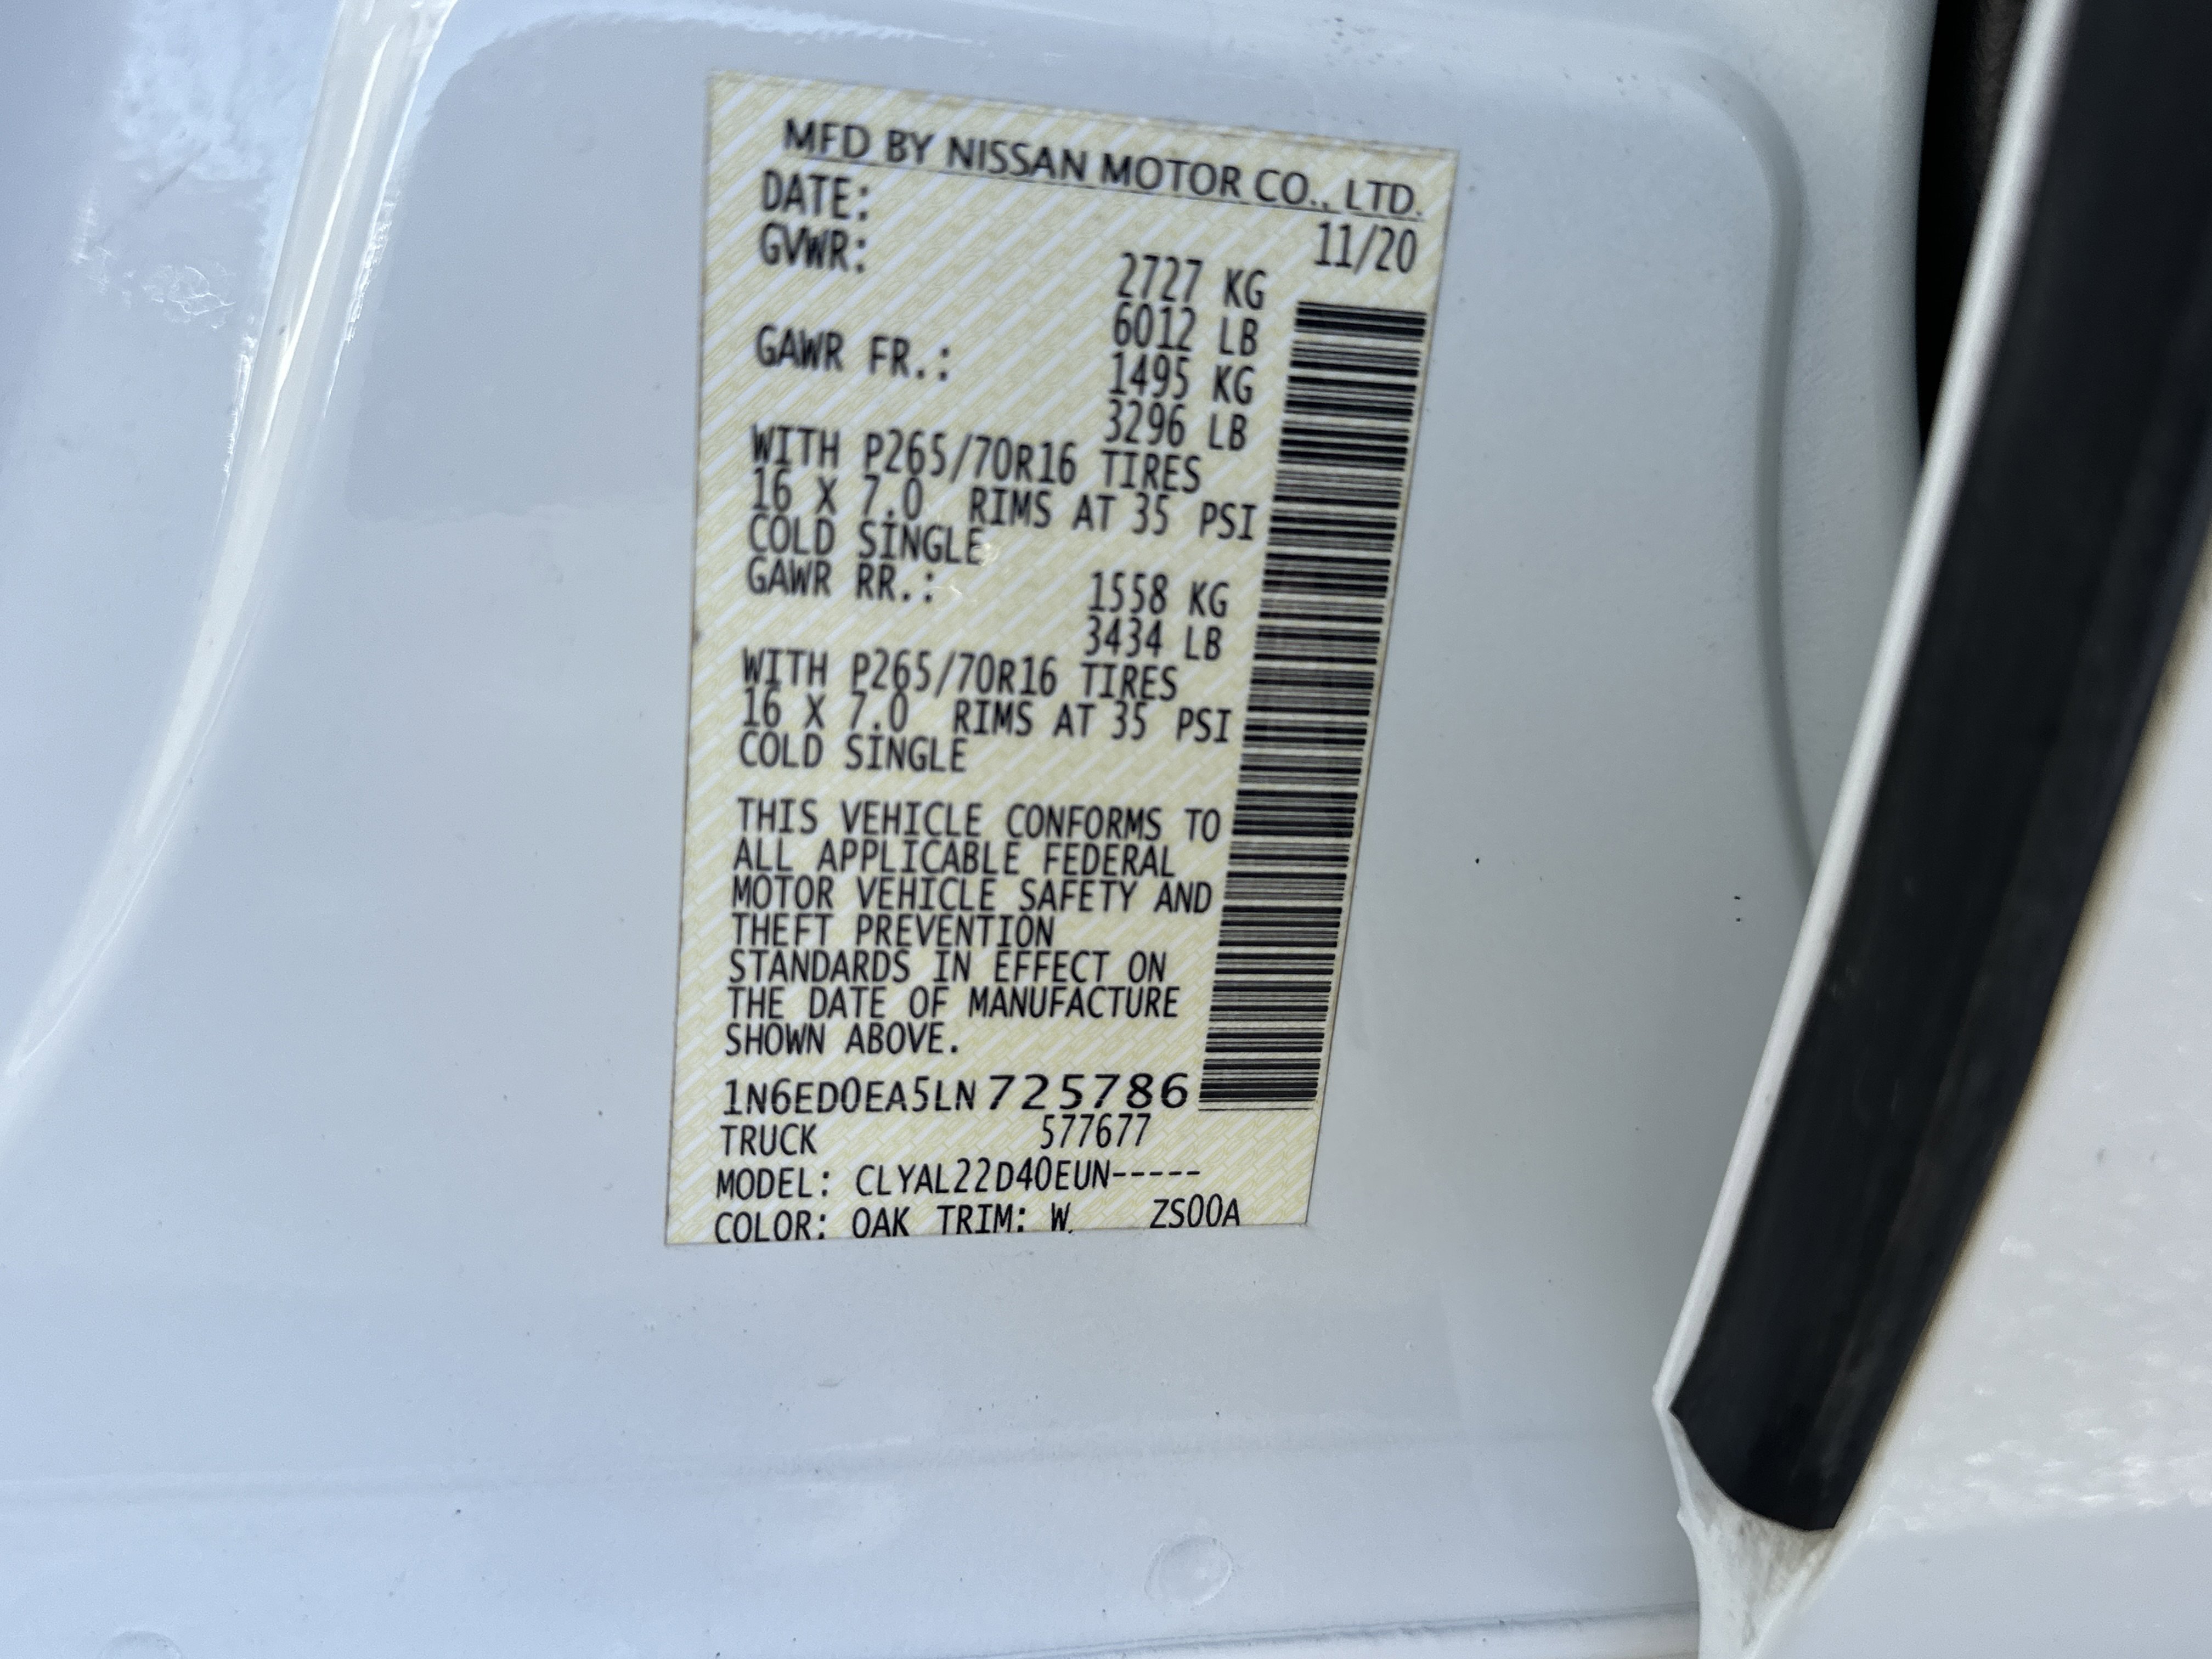 MFD BY NISSAN MOTOR CO., LTD.
DATE: 11/20
GVWR: 2727 KG
6012 LB
GAWR FR.: 1495 KG
3296 LB
WITH P265/70R16 TIRES
16 X 7.0 RIMS AT 35 PSI
COLD SINGLE
GAWR RR.: 1558 KG
3434 LB
WITH P265/70R16 TIRES
16 X 7.0 RIMS AT 35 PSI
COLD SINGLE
THIS VEHICLE CONFORMS TO
ALL APPLICABLE FEDERAL
MOTOR VEHICLE SAFETY AND
THEFT PREVENTION
STANDARDS IN EFFECT ON
THE DATE OF MANUFACTURE
SHOWN ABOVE.
1N6ED0EA5LN725786
TRUCK 577677
MODEL: CLYAL22D40EUN-----
COLOR: QAK TRIM: W ZS00A